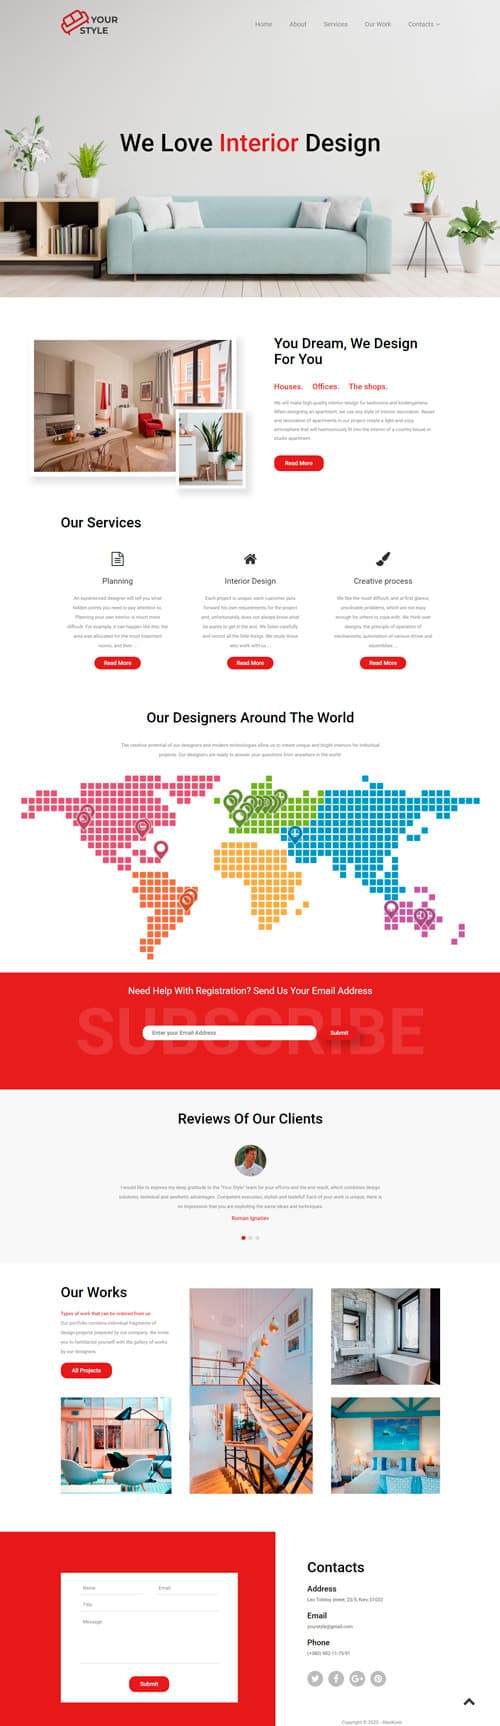 YOUR
STYLE
Home
About
Services
Our Work
Contacts
We Love Interior Design
You Dream, We Design
For You
Houses. Offices. The shops.
We will make high-quality interior design for bedrooms and kindergartens.
When designing an apartment, we use any style of interior decoration. Repair
and decoration of apartments in our project create a light and cozy
atmosphere that will harmoniously fit into the interior of a country house or
studio apartment.
Read More
Our Services
Planning
An experienced designer will tell you what
hidden points you need to pay attention to.
Planning your own interior is much more
difficult. For example, it can happen like this: the
area was allocated for the most important
rooms, and then ...
Read More
Interior Design
Each project is unique, each customer puts
forward his own requirements for the project
and, unfortunately, does not always know what
he wants to get in the end. We listen carefully
and record all the little things. We study those
who work with us ...
Read More
Creative process
We like the most difficult, and at first glance,
unsolvable problems, which are not easy
enough for others to cope with. We think over
designs, the principle of operation of
mechanisms, automation of various drives and
assemblies ...
Read More
Our Designers Around The World
The creative potential of our designers and modern technologies allow us to create unique and bright interiors for individual
projects. Our designers are ready to answer your questions from anywhere in the world.
Need Help With Registration? Send Us Your Email Address
SUBSCRIBE
Enter your Email Address
Submit
Reviews Of Our Clients
I would like to express my deep gratitude to the "Your Style" team for your efforts and the end result, which combines design
solutions, technical and aesthetic advantages. Competent execution, stylish and tasteful! Each of your work is unique, there is
no impression that you are exploiting the same ideas and techniques.
Roman Ignatiev
Our Works
Types of work that can be ordered from us.
Our portfolio contains individual fragments of
design projects prepared by our company. We invite
you to familiarize yourself with the gallery of works
by our designers.
All Projects
Name
Email
Title
Message
Submit
Contacts
Address
Leo Tolstoy street, 23/5, Kiev, 31033
Email
yourstyle@gmail.com
Phone
(+380) 982-11-75-91
Copyright © 2020 -